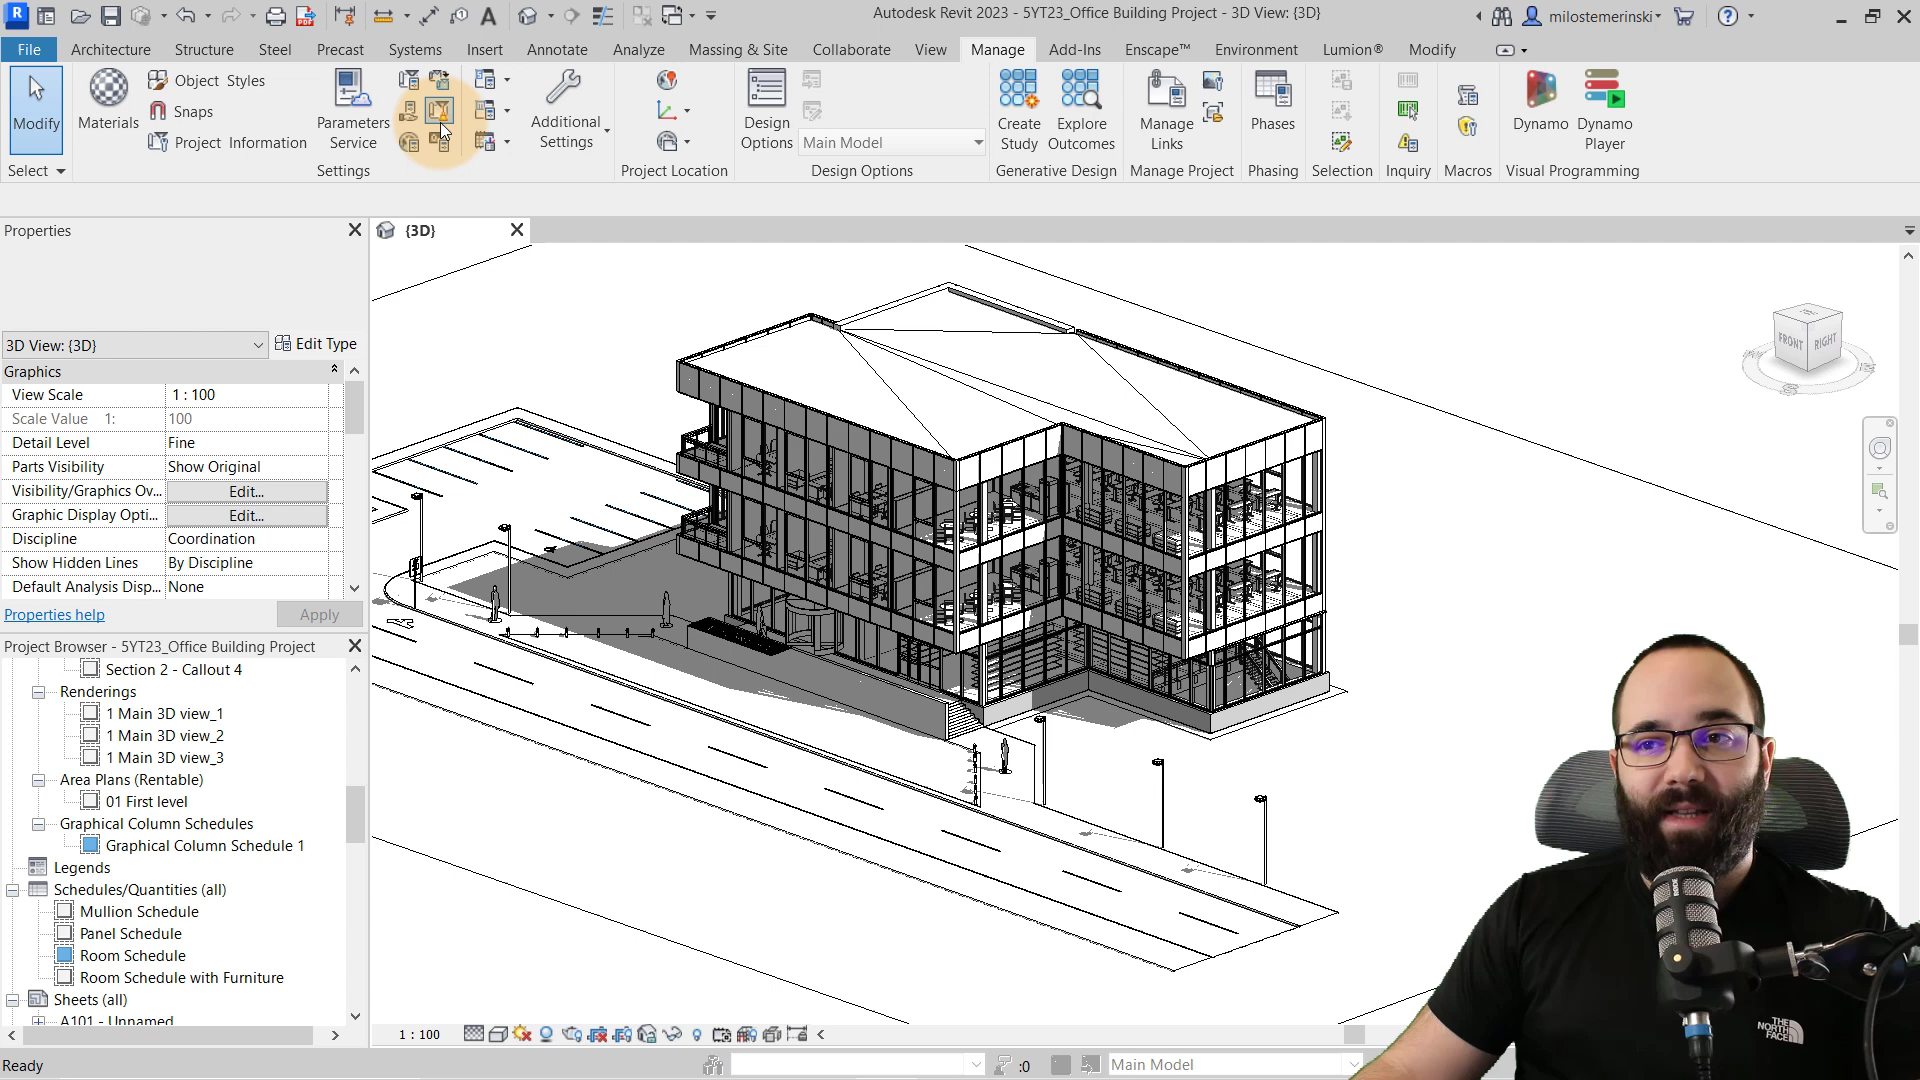 R
Autodesk Revit 2023 - 5YT23_Office Building Project - 3D View: {3D}
milostemerinski
File
Architecture
Structure
Steel
Precast
Systems
Insert
Annotate
Analyze
Massing & Site
Collaborate
View
Manage
Add-Ins
Enscape™
Environment
Lumion®
Modify
Modify
Materials
Object Styles
Snaps
Project Information
Parameters
Service
Additional
Settings
Design
Options
Main Model
Create
Study
Explore
Outcomes
Manage
Links
Phases
Dynamo
Dynamo
Player
Select
Settings
Project Location
Design Options
Generative Design
Manage Project
Phasing
Selection
Inquiry
Macros
Visual Programming
Properties
{3D}
3D View: {3D}
Edit Type
Graphics
View Scale
1 : 100
Scale Value 1:
100
Detail Level
Fine
Parts Visibility
Show Original
Visibility/Graphics Ov...
Edit...
Graphic Display Opti...
Edit...
Discipline
Coordination
Show Hidden Lines
By Discipline
Default Analysis Disp...
None
Properties help
Apply
FRONT
RIGHT
Project Browser - 5YT23_Office Building Project
Section 2 - Callout 4
Renderings
1 Main 3D view_1
1 Main 3D view_2
1 Main 3D view_3
Area Plans (Rentable)
01 First level
Graphical Column Schedules
Graphical Column Schedule 1
Legends
Schedules/Quantities (all)
Mullion Schedule
Panel Schedule
Room Schedule
Room Schedule with Furniture
Sheets (all)
A101 - Unnamed
1 : 100
Ready
:0
Main Model
RØDE
THE
NORTH
FACE